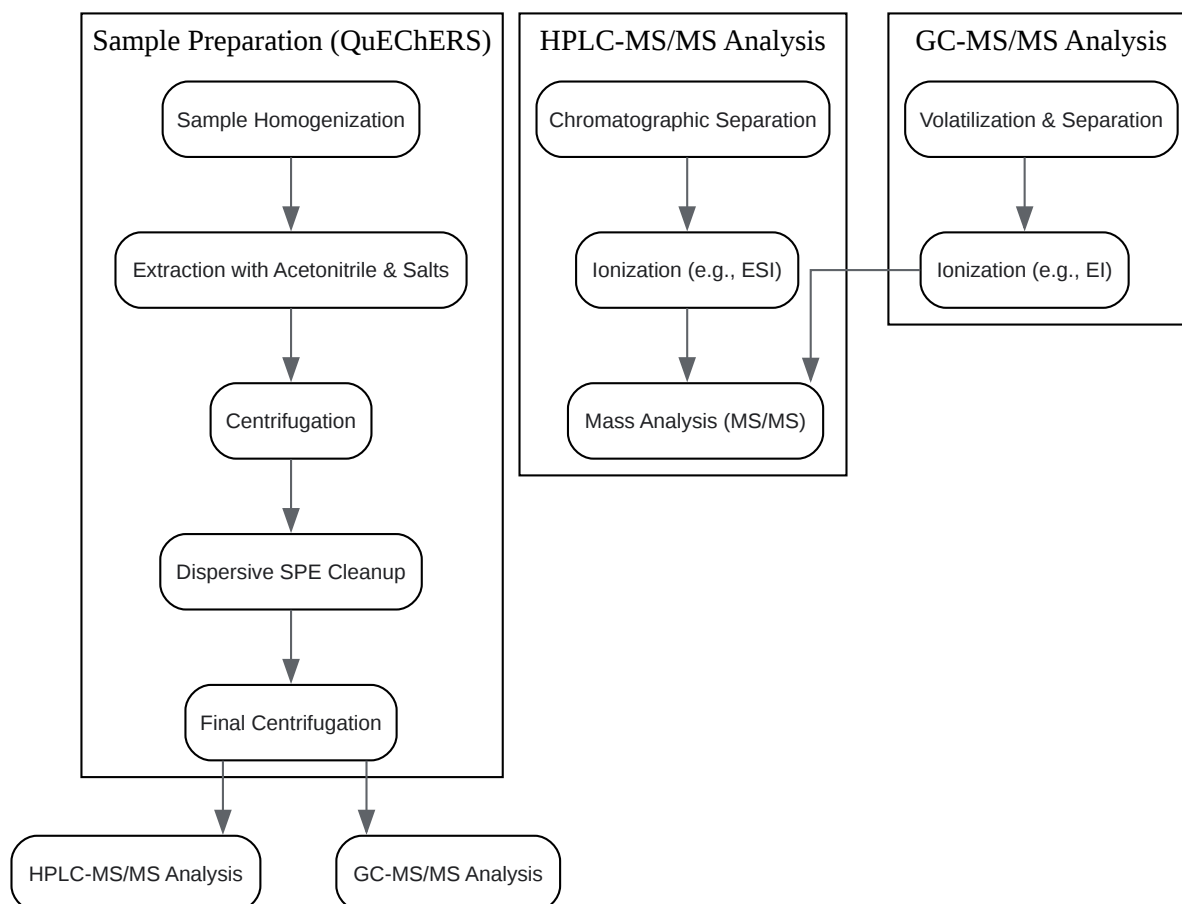 Sample Preparation (QuEChERS)
Sample Homogenization
Extraction with Acetonitrile & Salts
Centrifugation
Dispersive SPE Cleanup
Final Centrifugation
HPLC-MS/MS Analysis
GC-MS/MS Analysis
HPLC-MS/MS Analysis
Chromatographic Separation
Ionization (e.g., ESI)
Mass Analysis (MS/MS)
GC-MS/MS Analysis
Volatilization & Separation
Ionization (e.g., EI)